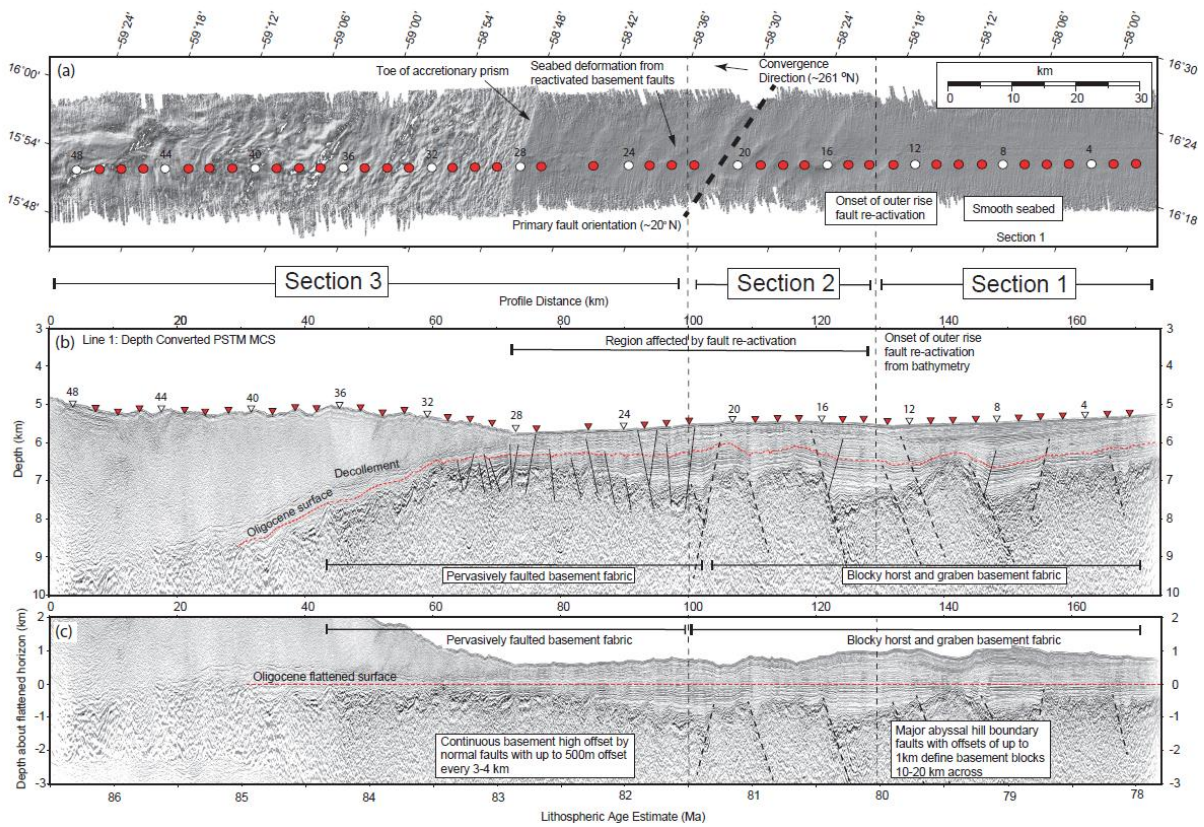 -59°24' -59°18' -59°12' -59°06' -59°00' -58°54' -58°48' -58°42' -58°36' -58°30' -58°24' -58°18' -58°12' -58°06' -58°00'
(a)
16°00'
15°54'
15°48'
16°30'
16°24'
16°18'
Toe of accretionary prism
Seabed deformation from
reactivated basement faults
Convergence
Direction (~261 °N)
km
0 10 20 30
48 44 40 36 32 28 24 20 16 12 8 4
Primary fault orientation (~20° N)
Onset of outer rise
fault re-activation
Smooth seabed
Section 1
Section 3
Section 2
Section 1
Profile Distance (km)
0 20 40 60 80 100 120 140 160
(b) Line 1: Depth Converted PSTM MCS
Region affected by fault re-activation
Onset of outer rise
fault re-activation
from bathymetry
48 44 40 36 32 28 24 20 16 12 8 4
Depth (km)
3
4
5
6
7
8
9
10
3
4
5
6
7
8
9
10
Decollement
Oligocene surface
Pervasively faulted basement fabric
Blocky horst and graben basement fabric
0 20 40 60 80 100 120 140 160
(c)
Pervasively faulted basement fabric
Blocky horst and graben basement fabric
Depth about flattened horizon (km)
2
1
0
-1
-2
-3
2
1
0
-1
-2
-3
Oligocene flattened surface
Continuous basement high offset by
normal faults with up to 500m offset
every 3-4 km
Major abyssal hill boundary
faults with offsets of up to
1km define basement blocks
10-20 km across
86 85 84 83 82 81 80 79 78
Lithospheric Age Estimate (Ma)